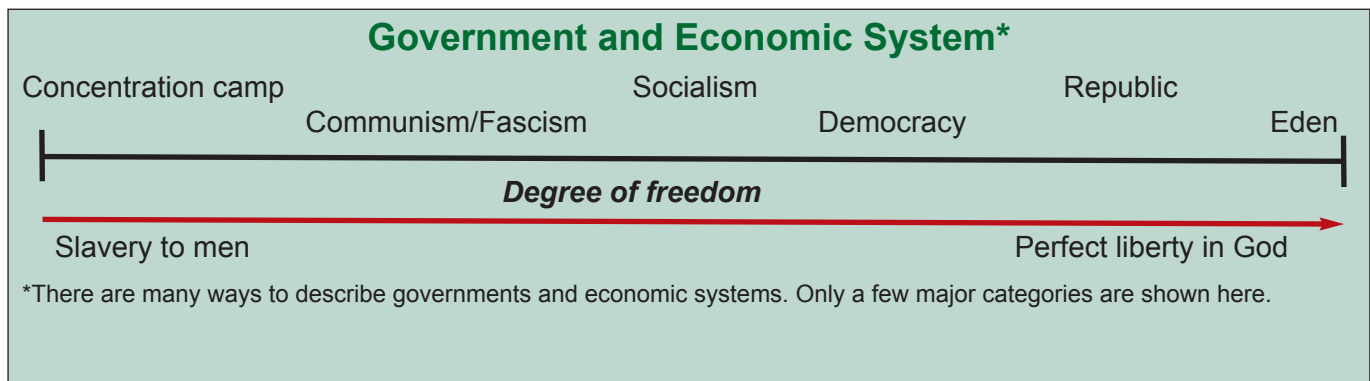 Government and Economic System*
Concentration camp Socialism Republic
Communism/Fascism Democracy Eden
Degree of freedom
Slavery to men Perfect liberty in God
*There are many ways to describe governments and economic systems. Only a few major categories are shown here.